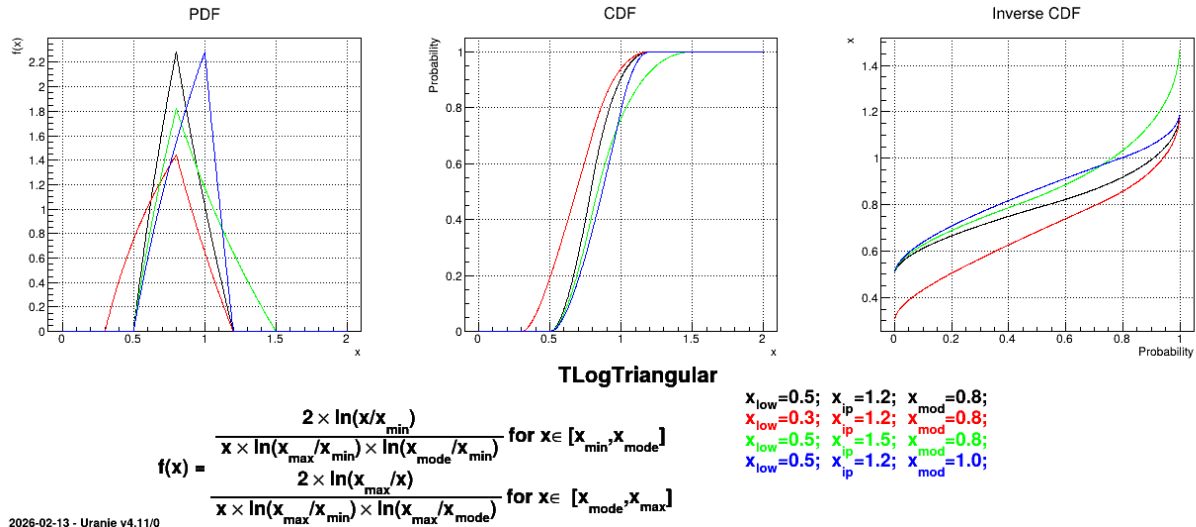 PDF
f(x)
2.2
2
1.8
1.6
1.4
1.2
1
0.8
0.6
0.4
0.2
0
0 0.5 1 1.5 2
x
CDF
Probability
1
0.8
0.6
0.4
0.2
0
0 0.5 1 1.5 2
x
Inverse CDF
x
1.4
1.2
1
0.8
0.6
0.4
0 0.2 0.4 0.6 0.8 1
Probability
TLogTriangular
f(x) =
2 × ln(x/x_min)
x × ln(x_max/x_min) × ln(x_mode/x_min) for x∈ [x_min,x_mode]
2 × ln(x_max/x)
x × ln(x_max/x_min) × ln(x_max/x_mode) for x∈ [x_mode,x_max]
x_low=0.5; x_ip=1.2; x_mod=0.8;
x_low=0.3; x_ip=1.2; x_mod=0.8;
x_low=0.5; x_ip=1.5; x_mod=0.8;
x_low=0.5; x_ip=1.2; x_mod=1.0;
2026-02-13 - Uranie v4.11/0